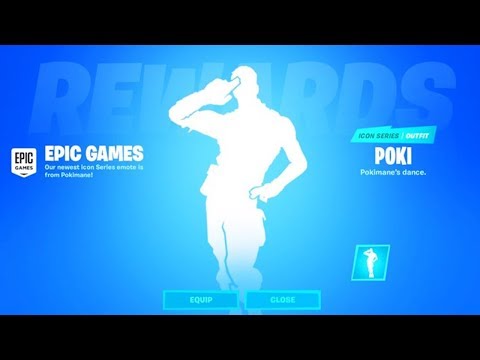 REWARDS
EPIC GAMES
EPIC GAMES
Our newest Icon Series emote is
from Pokimane!
ICON SERIES | OUTFIT
POKI
Pokimane's dance.
EQUIP
CLOSE